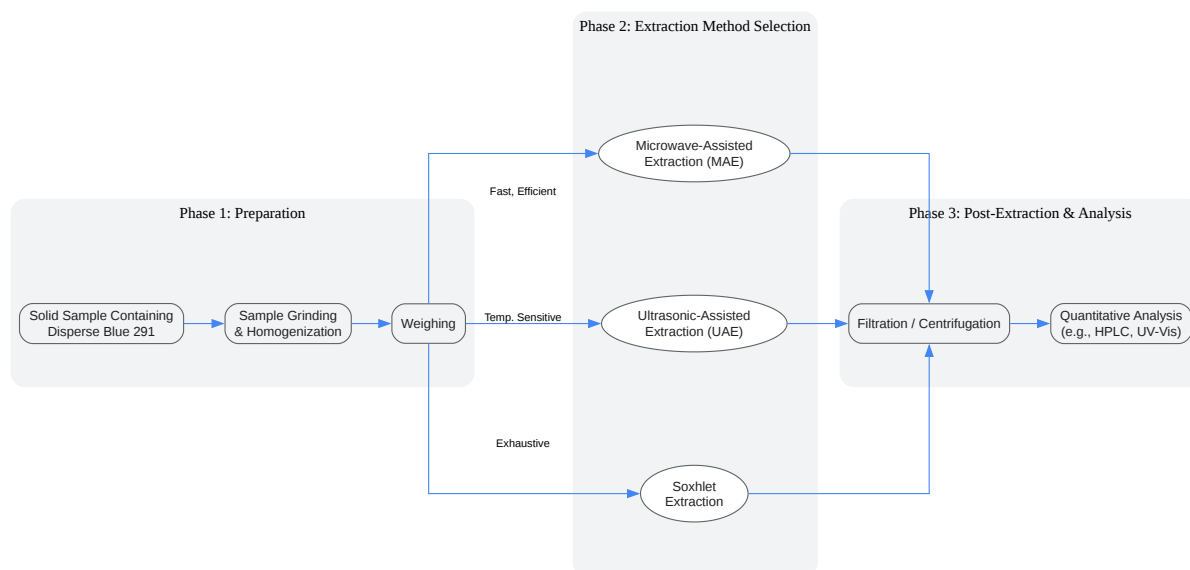 Phase 1: Preparation
Solid Sample Containing
Disperse Blue 291
Sample Grinding
& Homogenization
Weighing
Fast, Efficient
Temp. Sensitive
Exhaustive
Phase 2: Extraction Method Selection
Microwave-Assisted
Extraction (MAE)
Ultrasonic-Assisted
Extraction (UAE)
Soxhlet
Extraction
Phase 3: Post-Extraction & Analysis
Filtration / Centrifugation
Quantitative Analysis
(e.g., HPLC, UV-Vis)